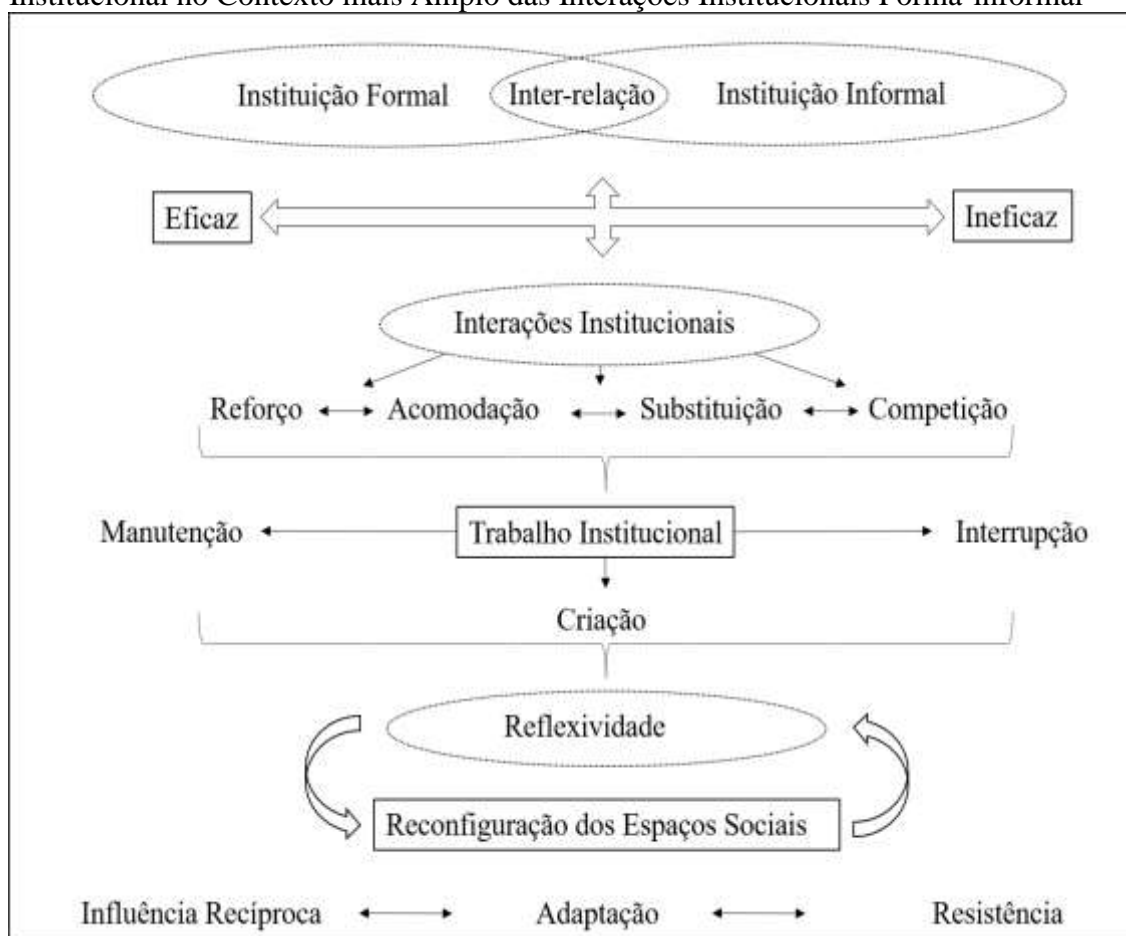 Institucional no Contexto mais Amplo das Interações Institucionais Forma-informal
Instituição Formal Inter-relação Instituição Informal
Eficaz Ineficaz
Interações Institucionais
Reforço Acomodação Substituição Competição
Manutenção Trabalho Institucional Interrupção
Criação
Reflexividade
Reconfiguração dos Espaços Sociais
Influência Recíproca Adaptação Resistência